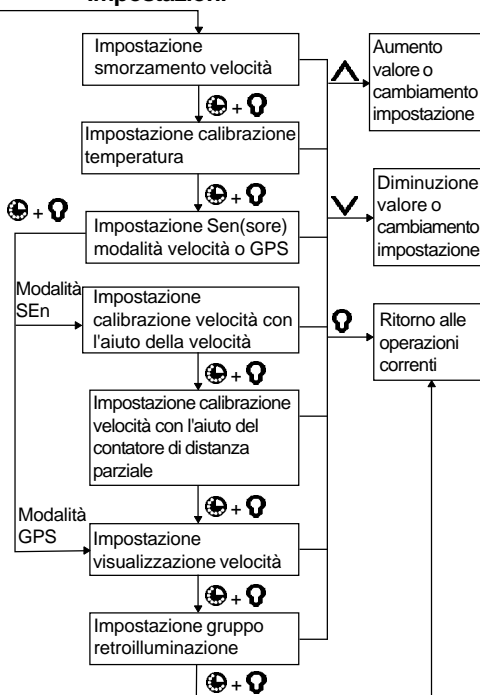 Impostazioni
Impostazione
smorzamento velocità
Aumento
valore o
cambiamento
impostazione
+
Impostazione calibrazione
temperatura
+
Diminuzione
valore o
cambiamento
impostazione
+
Impostazione Sen(sore)
modalità velocità o GPS
Modalità
SEn
Impostazione
calibrazione velocità con
l'aiuto della velocità
Ritorno alle
operazioni
correnti
+
Impostazione calibrazione
velocità con l'aiuto del
contatore di distanza
parziale
+
Modalità
GPS
Impostazione
visualizzazione velocità
+
Impostazione gruppo
retroilluminazione
+